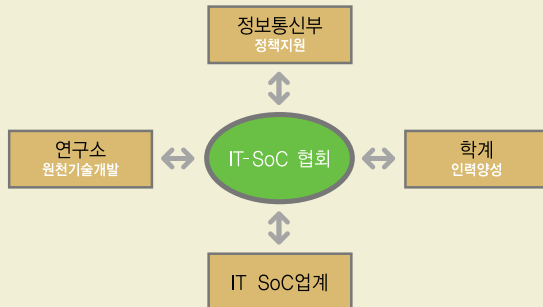 정보통신부
정책지원
연구소
원천기술개발
IT-SoC 협회
학계
인력양성
IT SoC업계